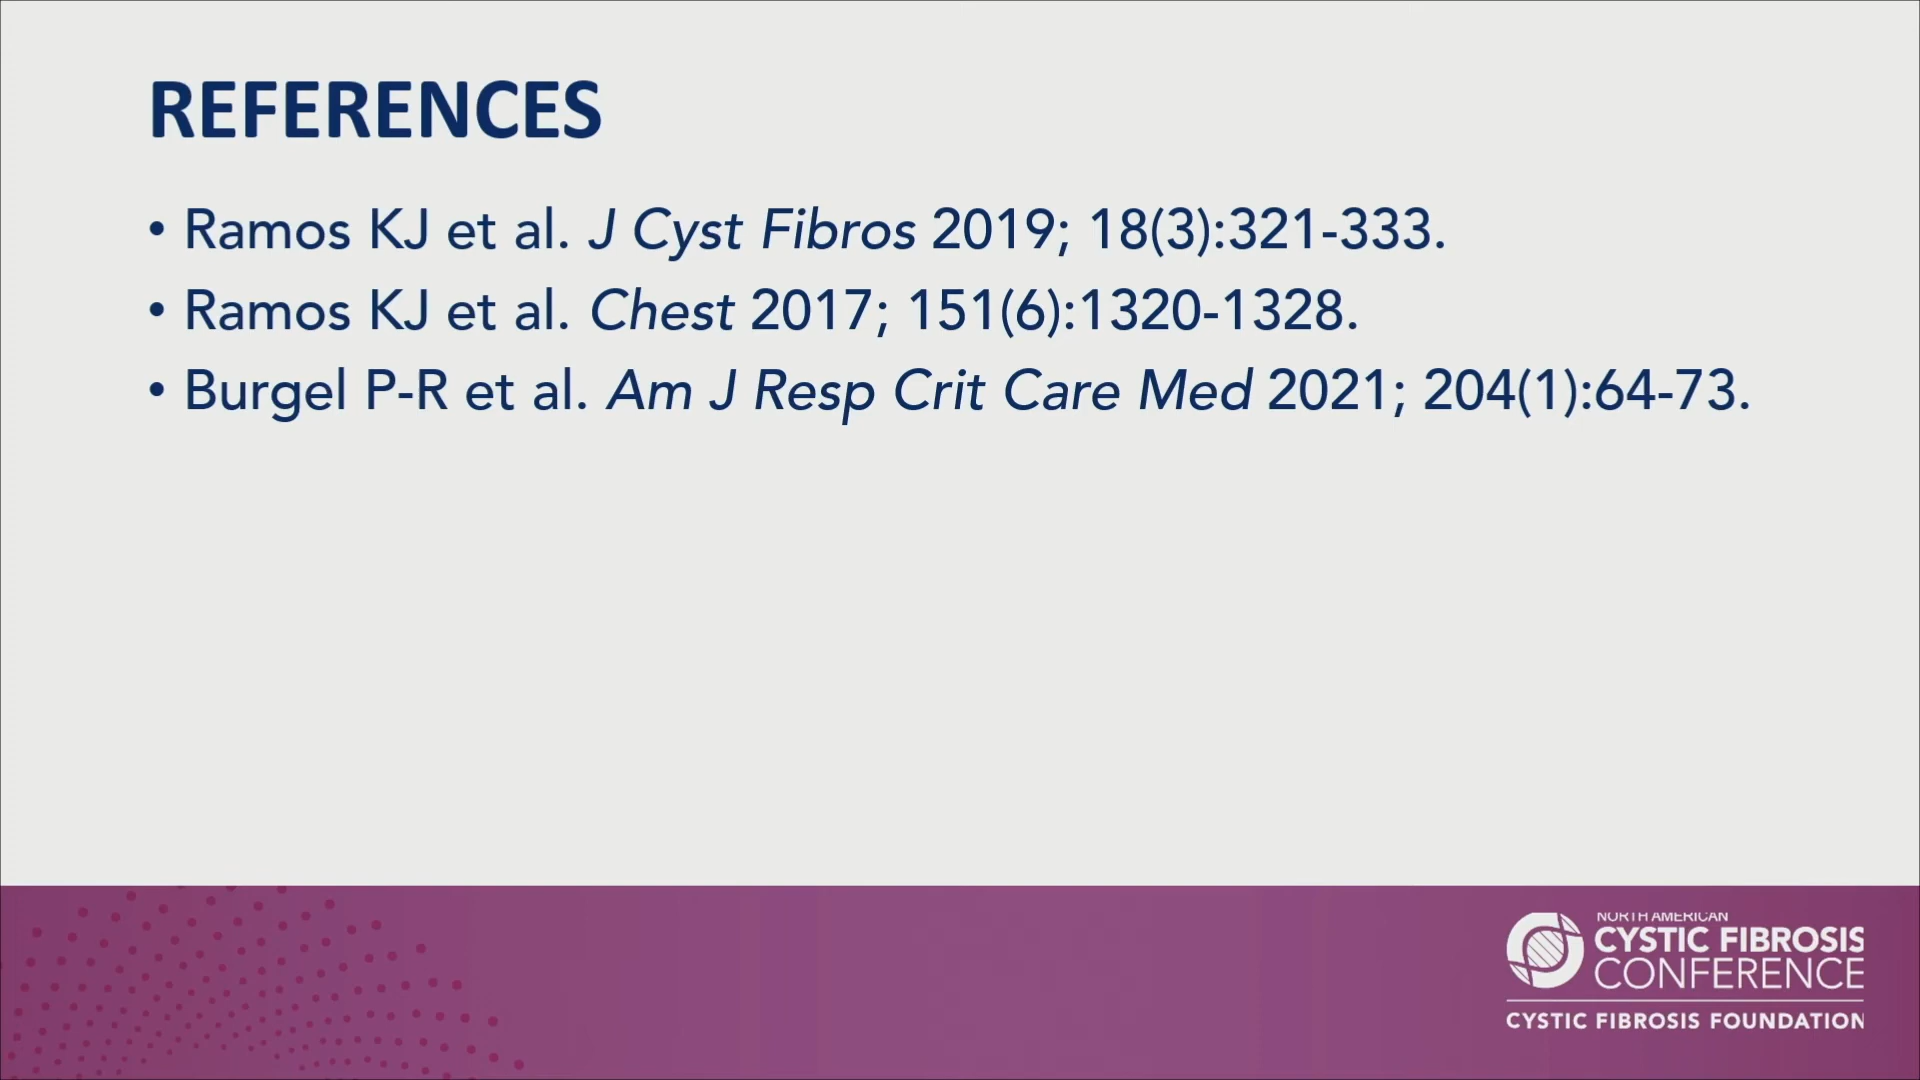 REFERENCES
• Ramos KJ et al. J Cyst Fibros 2019; 18(3):321-333.
• Ramos KJ et al. Chest 2017; 151(6):1320-1328.
• Burgel P-R et al. Am J Resp Crit Care Med 2021; 204(1):64-73.
NORTH AMERICAN
CYSTIC FIBROSIS
CONFERENCE
CYSTIC FIBROSIS FOUNDATION